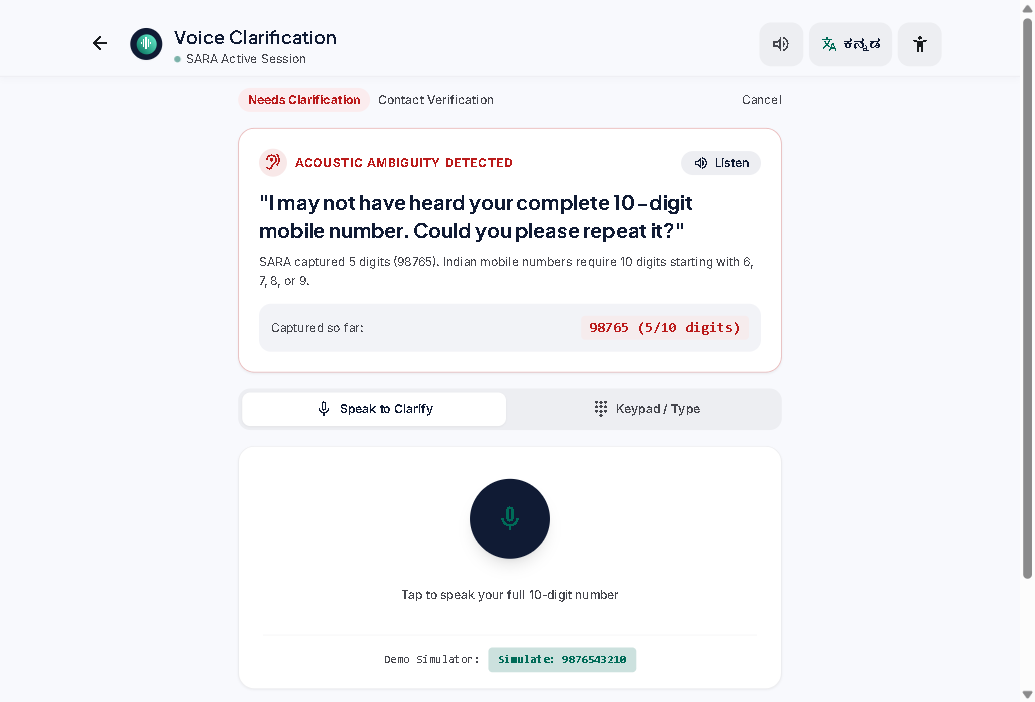 Voice Clarification
SARA Active Session
ಕನ್ನಡ
Needs Clarification
Contact Verification
Cancel
ACOUSTIC AMBIGUITY DETECTED
Listen
"I may not have heard your complete 10-digit
mobile number. Could you please repeat it?"
SARA captured 5 digits (98765). Indian mobile numbers require 10 digits starting with 6,
7, 8, or 9.
Captured so far:
98765 (5/10 digits)
Speak to Clarify
Keypad / Type
Tap to speak your full 10-digit number
Demo Simulator:
Simulate: 9876543210